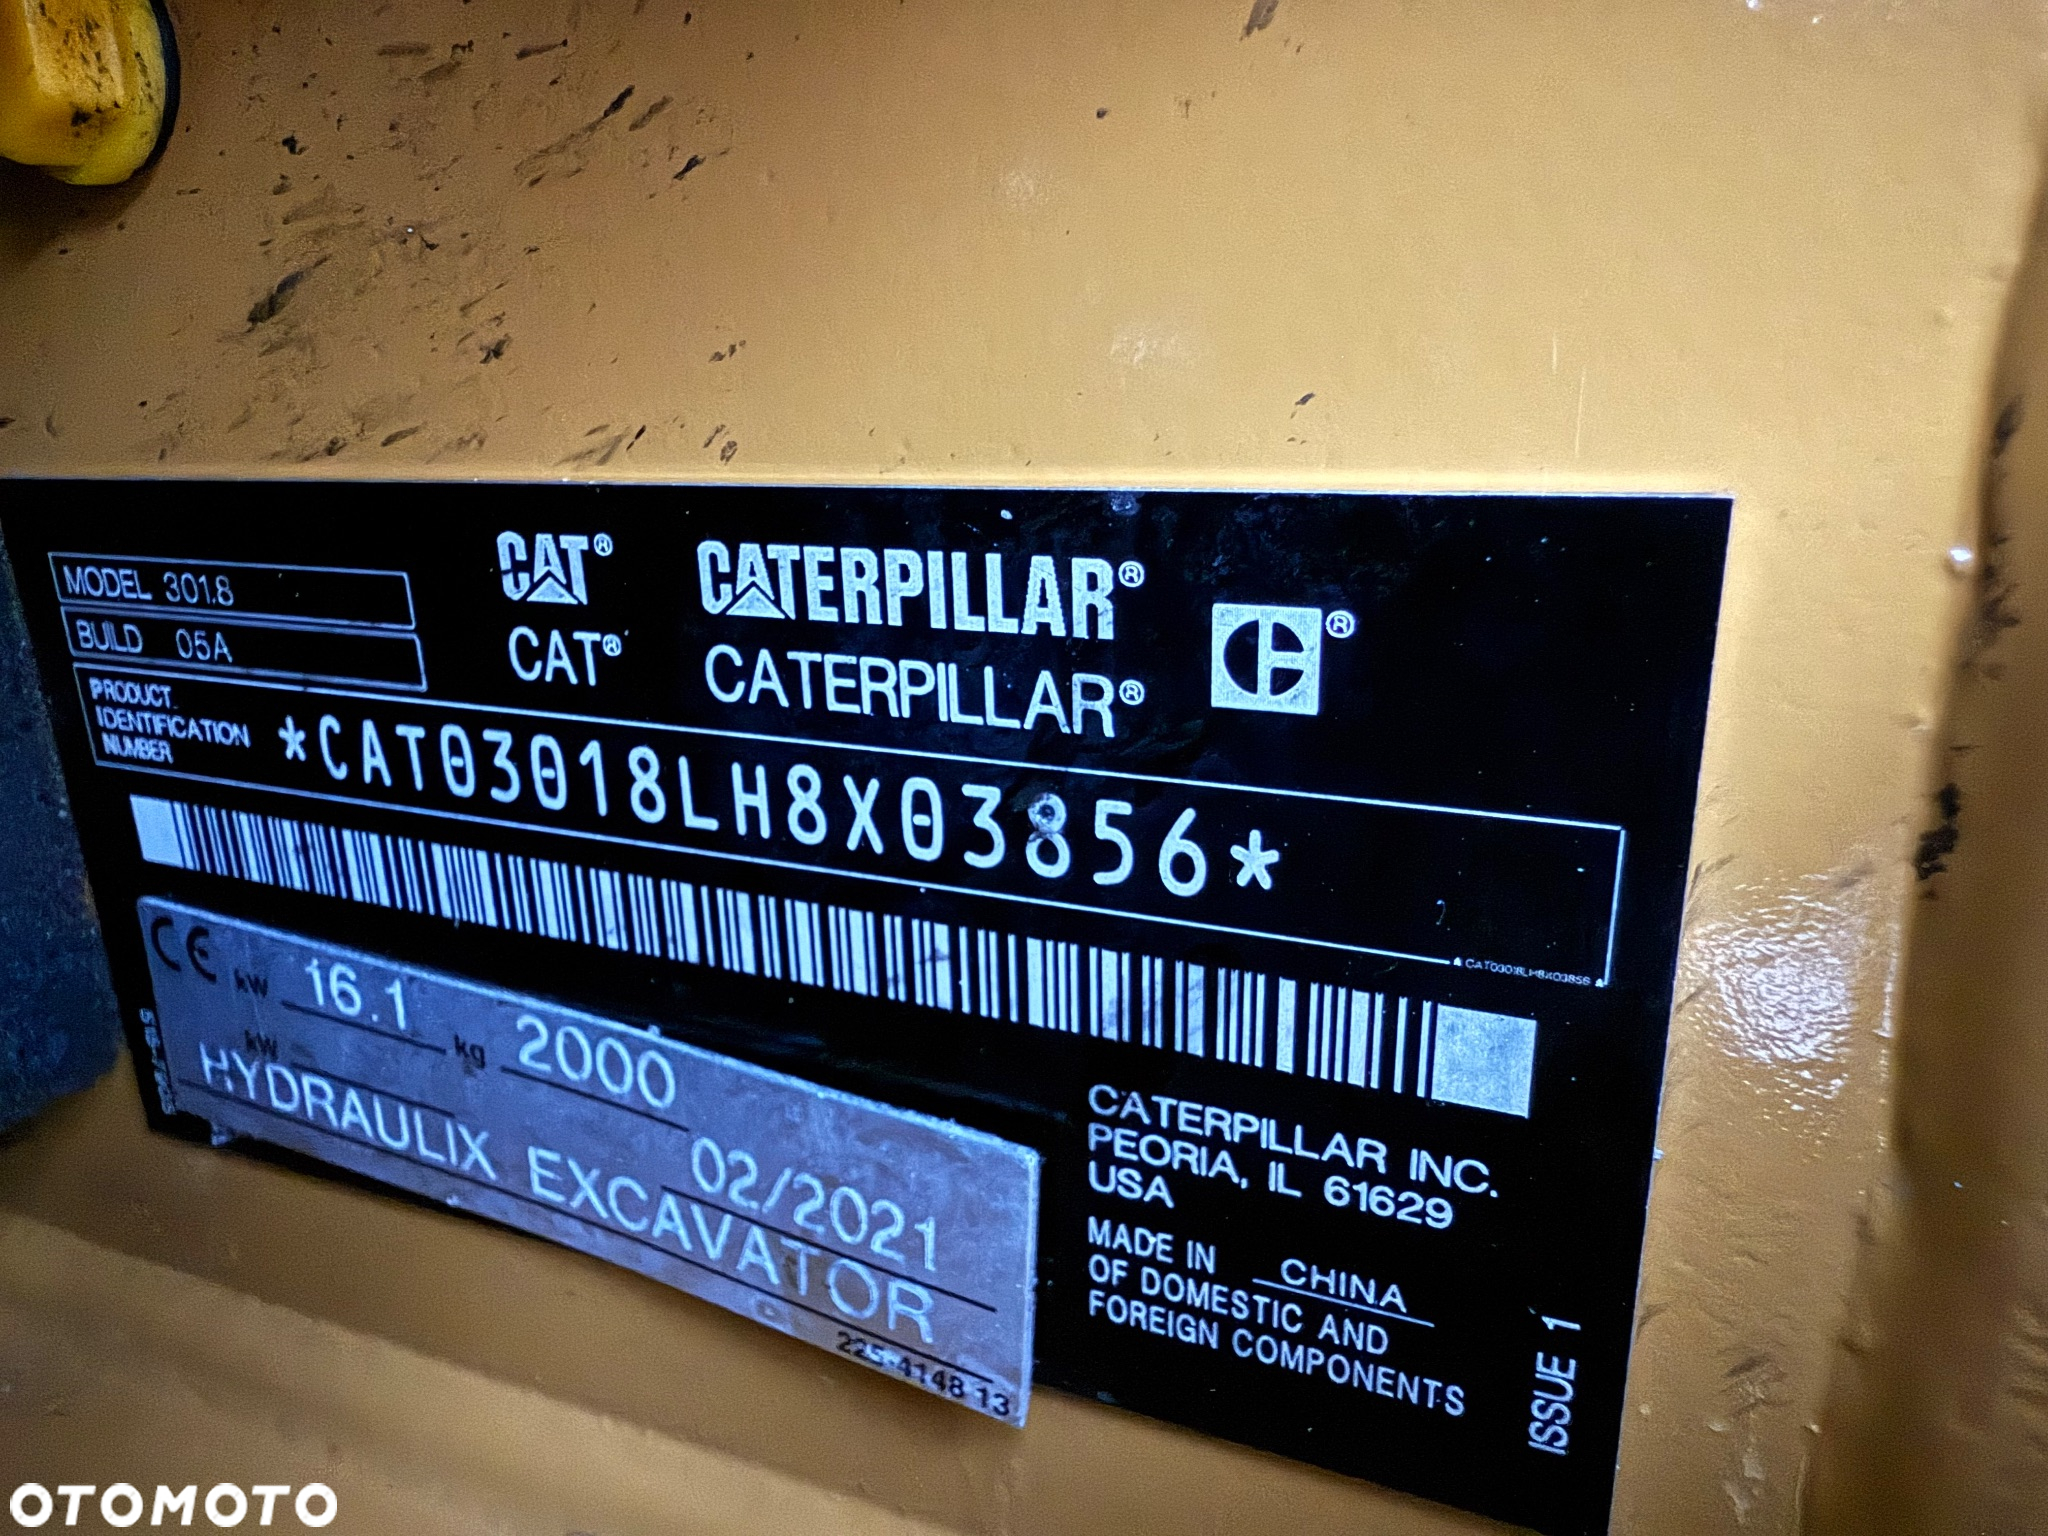 MODEL 301.8
BUILD 05A
CAT®
CAT®
CATERPILLAR®
CATERPILLAR®
®
PRODUCT
IDENTIFICATION
NUMBER
*CAT03018LH8X03856*
CAT03018LH8X03856
CE kW 16.1 kg 2000
kW 02/2021
HYDRAULIX EXCAVATOR
225-4148 13
CATERPILLAR INC.
PEORIA, IL 61629
USA
MADE IN CHINA
OF DOMESTIC AND
FOREIGN COMPONENTS
ISSUE 1
OTOMOTO